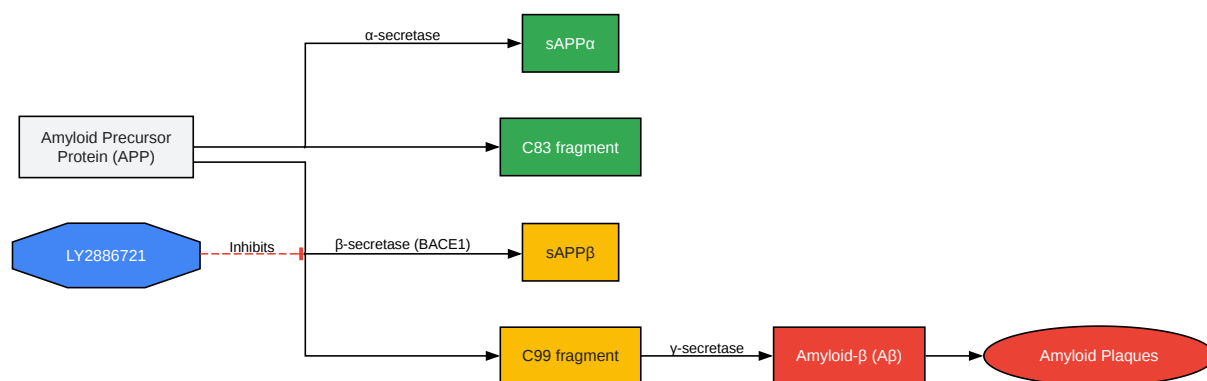 α-secretase
sAPPα
Amyloid Precursor
Protein (APP)
C83 fragment
LY2886721
Inhibits
β-secretase (BACE1)
sAPPβ
C99 fragment
γ-secretase
Amyloid-β (Aβ)
Amyloid Plaques